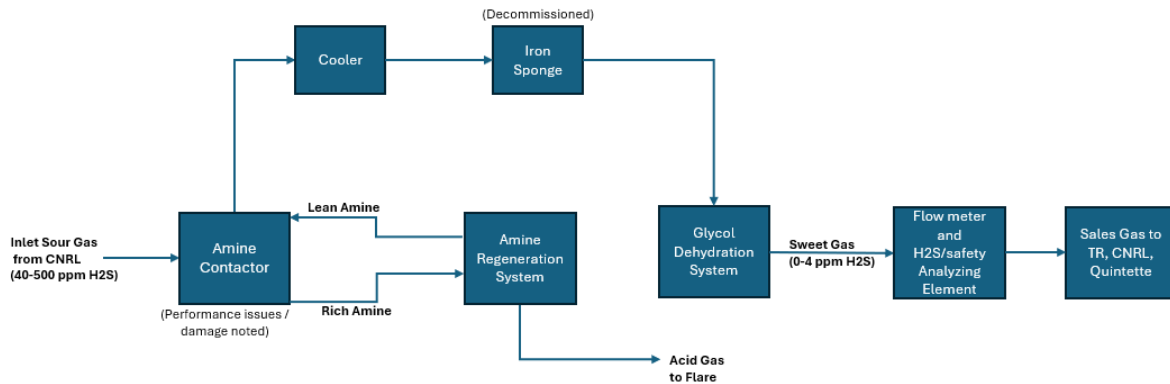 (Decommissioned)
Cooler
Iron
Sponge
Inlet Sour Gas
from CNRL
(40-500 ppm H2S)
Amine
Contactor
(Performance issues /
damage noted)
Lean Amine
Rich Amine
Amine
Regeneration
System
Acid Gas
to Flare
Glycol
Dehydration
System
Sweet Gas
(0-4 ppm H2S)
Flow meter
and
H2S/safety
Analyzing
Element
Sales Gas to
TR, CNRL,
Quintette